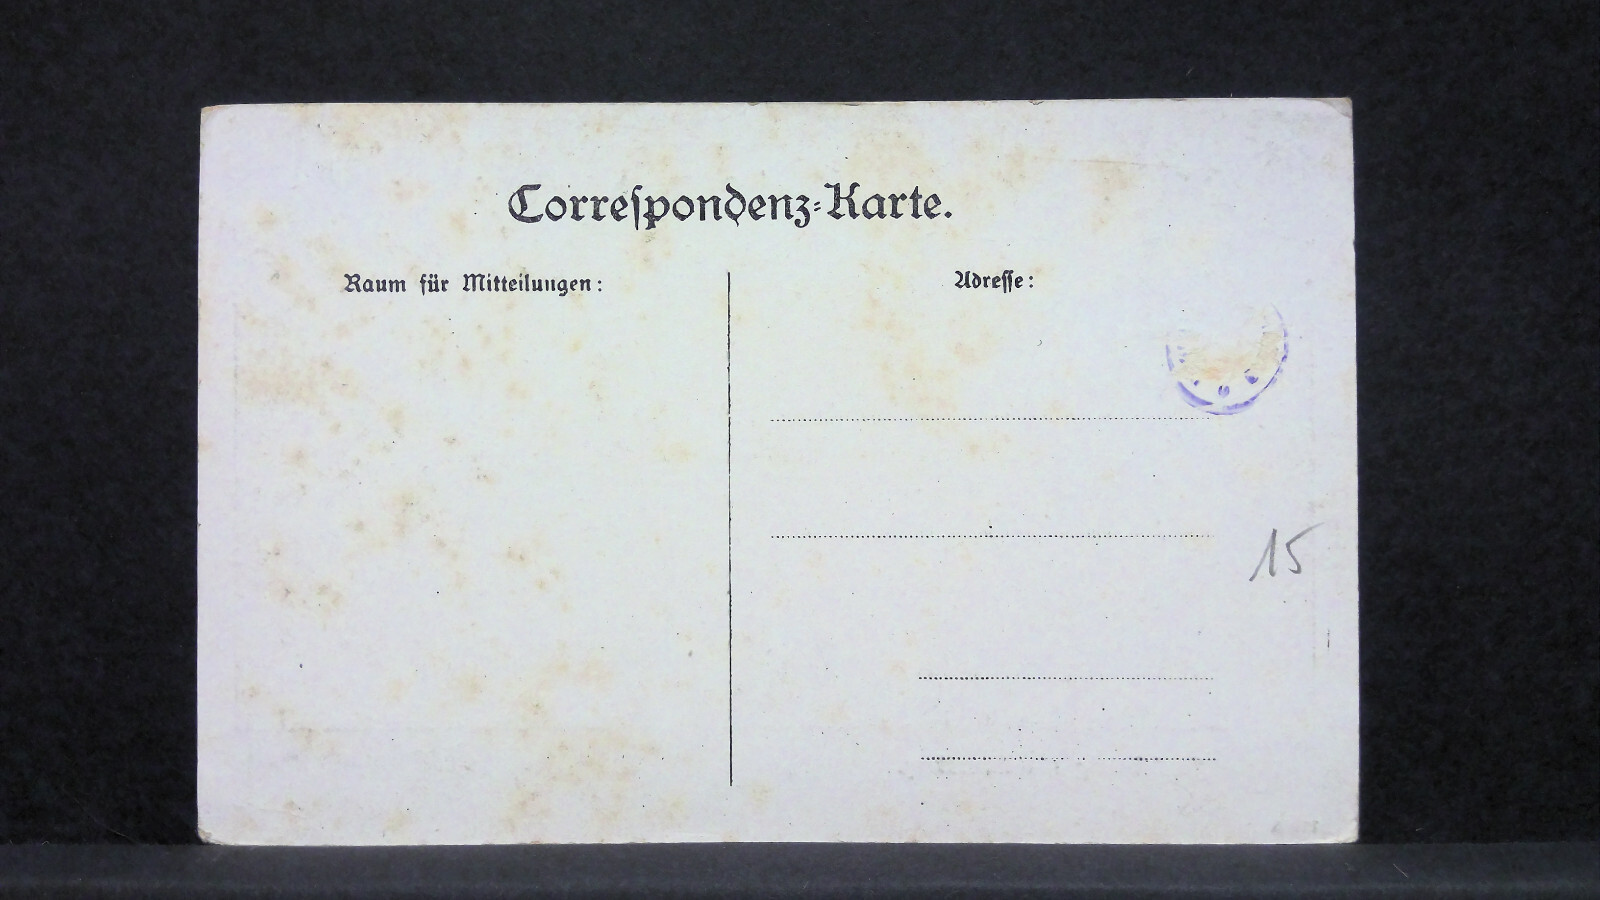 Correſpondenz-Karte.
Raum für Mitteilungen:
Adreſſe:
15